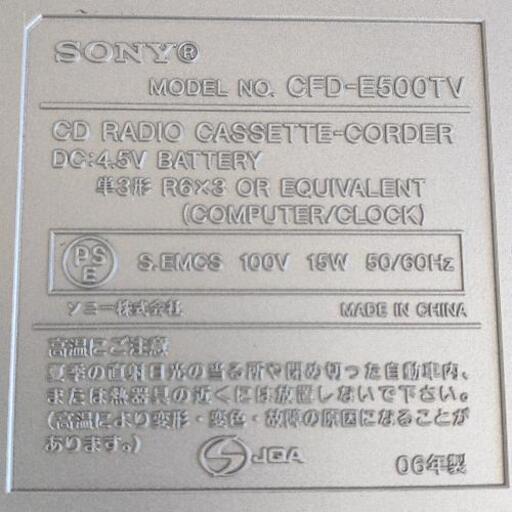 SONY®
MODEL NO. CFD-E500TV
CD RADIO CASSETTE-CORDER
DC:4.5V BATTERY
単3形 R6×3 OR EQUIVALENT
(COMPUTER/CLOCK)
PS E S.EMCS 100V 15W 50/60Hz
ソニー株式会社 MADE IN CHINA
高温にご注意
夏季の直射日光の当る所や閉め切った自動車内、
または熱器具の近くには放置しないで下さい。
(高温により変形・変色・故障の原因になることが
あります。)
JQA 06年製